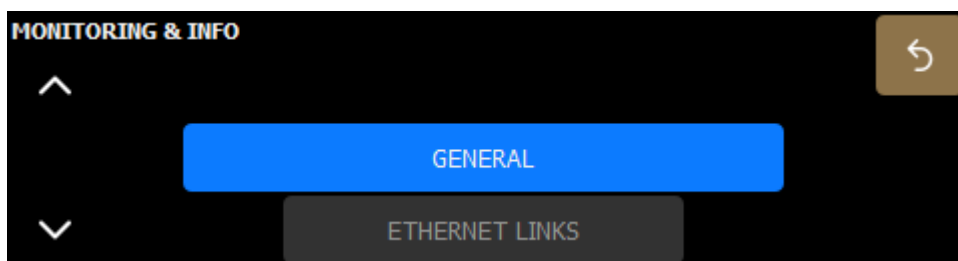 MONITORING & INFO
GENERAL
ETHERNET LINKS